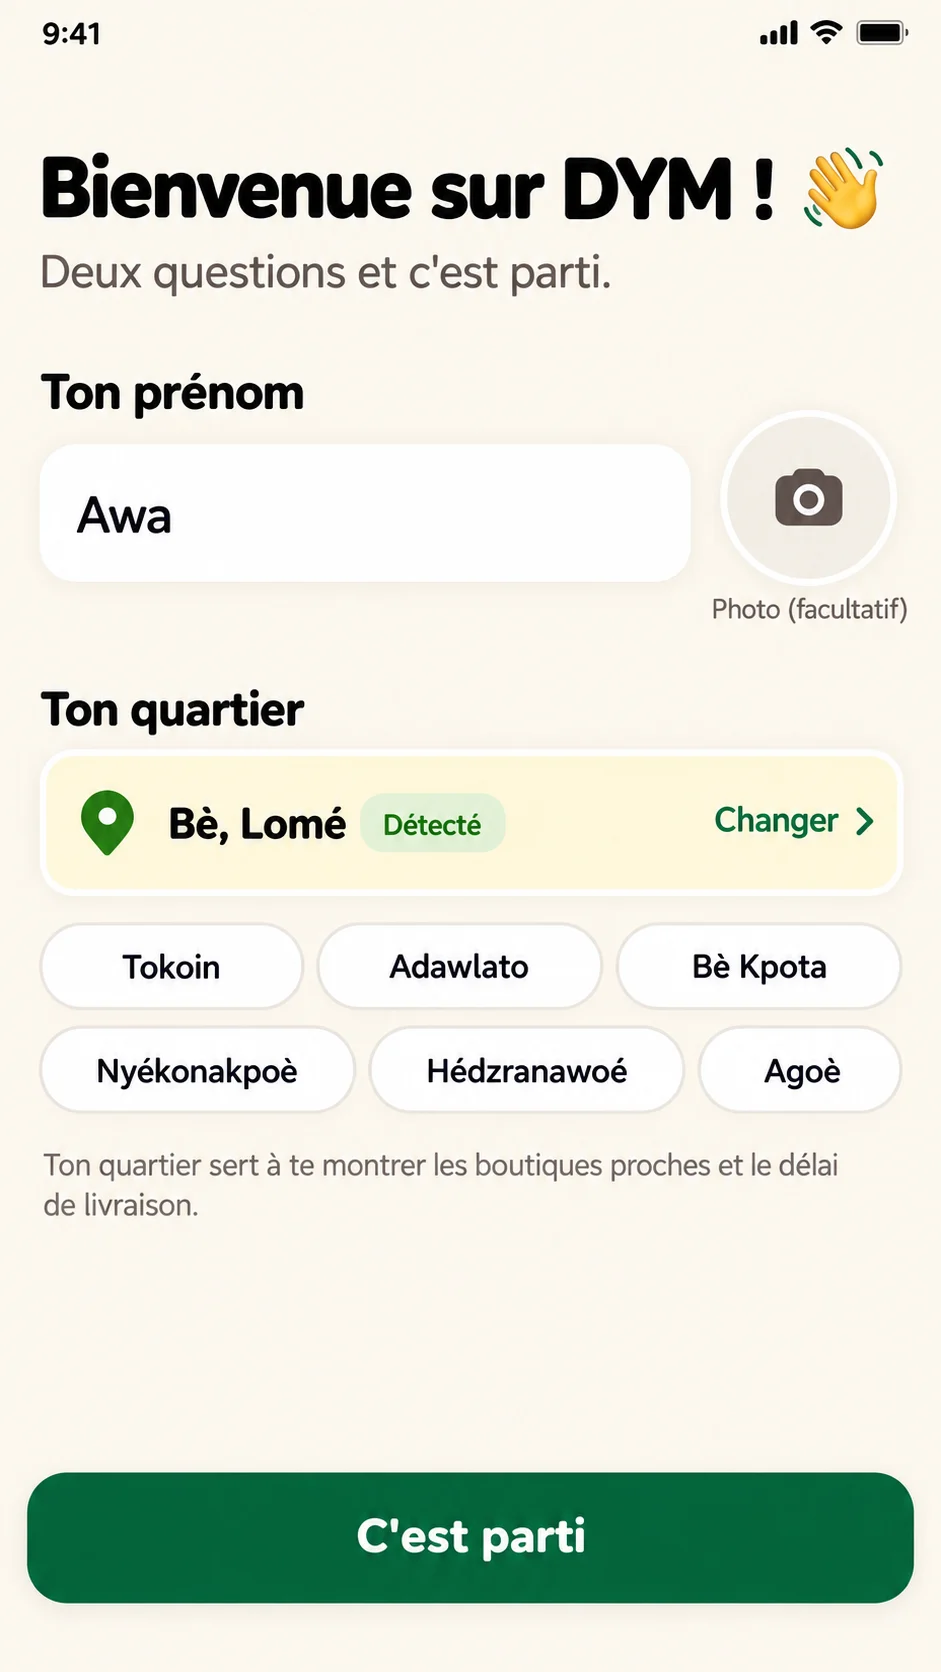 9:41
Bienvenue sur DYM ! 👋
Deux questions et c'est parti.
Ton prénom
Awa
Photo (facultatif)
Ton quartier
Bè, Lomé Détecté Changer
Tokoin Adawlato Bè Kpota
Nyékonakpoè Hédzranawoé Agoè
Ton quartier sert à te montrer les boutiques proches et le délai
de livraison.
C'est parti